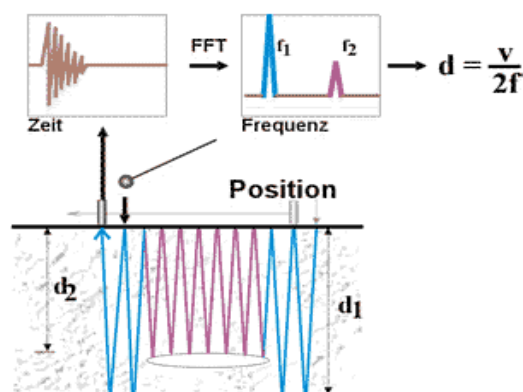 FFT
f₁
f₂
d = v/2f
Zeit
Frequenz
Position
d₂
d₁